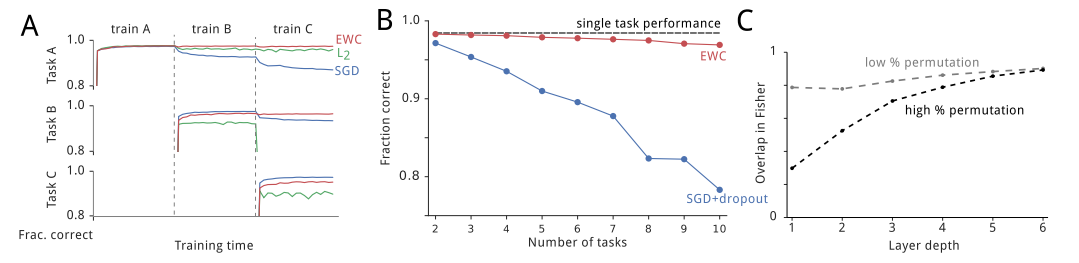 A
train A
train B
train C
EWC
L2
SGD
Task A
1.0
0.8
Task B
1.0
0.8
Task C
1.0
0.8
Frac. correct
Training time
B
1.0
0.9
0.8
Fraction correct
single task performance
EWC
SGD+dropout
2 3 4 5 6 7 8 9 10
Number of tasks
C
1
0
Overlap in Fisher
low % permutation
high % permutation
1 2 3 4 5 6
Layer depth